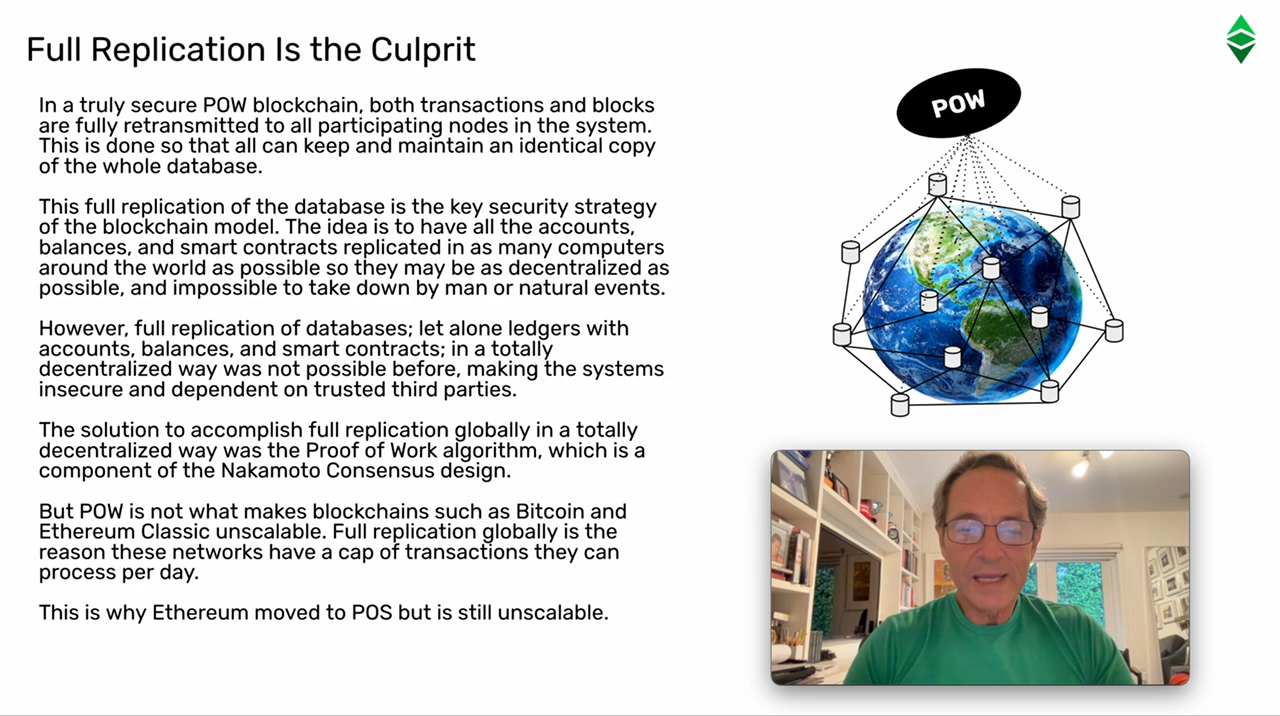 Full Replication Is the Culprit
In a truly secure POW blockchain, both transactions and blocks
are fully retransmitted to all participating nodes in the system.
This is done so that all can keep and maintain an identical copy
of the whole database.
This full replication of the database is the key security strategy
of the blockchain model. The idea is to have all the accounts,
balances, and smart contracts replicated in as many computers
around the world as possible so they may be as decentralized as
possible, and impossible to take down by man or natural events.
However, full replication of databases; let alone ledgers with
accounts, balances, and smart contracts; in a totally
decentralized way was not possible before, making the systems
insecure and dependent on trusted third parties.
The solution to accomplish full replication globally in a totally
decentralized way was the Proof of Work algorithm, which is a
component of the Nakamoto Consensus design.
But POW is not what makes blockchains such as Bitcoin and
Ethereum Classic unscalable. Full replication globally is the
reason these networks have a cap of transactions they can
process per day.
This is why Ethereum moved to POS but is still unscalable.
POW